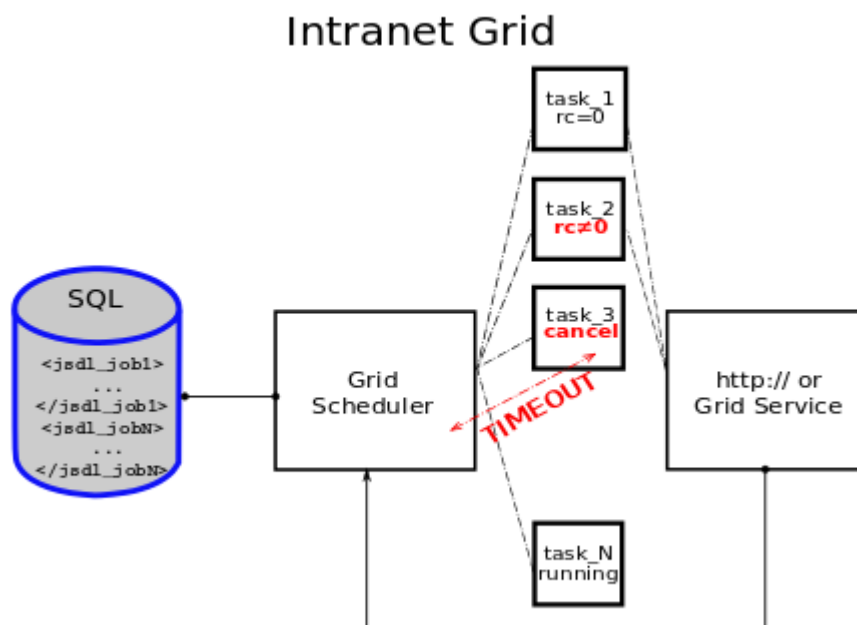 Intranet Grid
task_1
rc=0
task_2
rc≠0
task_3
cancel
TIMEOUT
task_N
running
SQL
<jsdl_job1>
...
</jsdl_job1>
<jsdl_jobN>
...
</jsdl_jobN>
Grid
Scheduler
http:// or
Grid Service